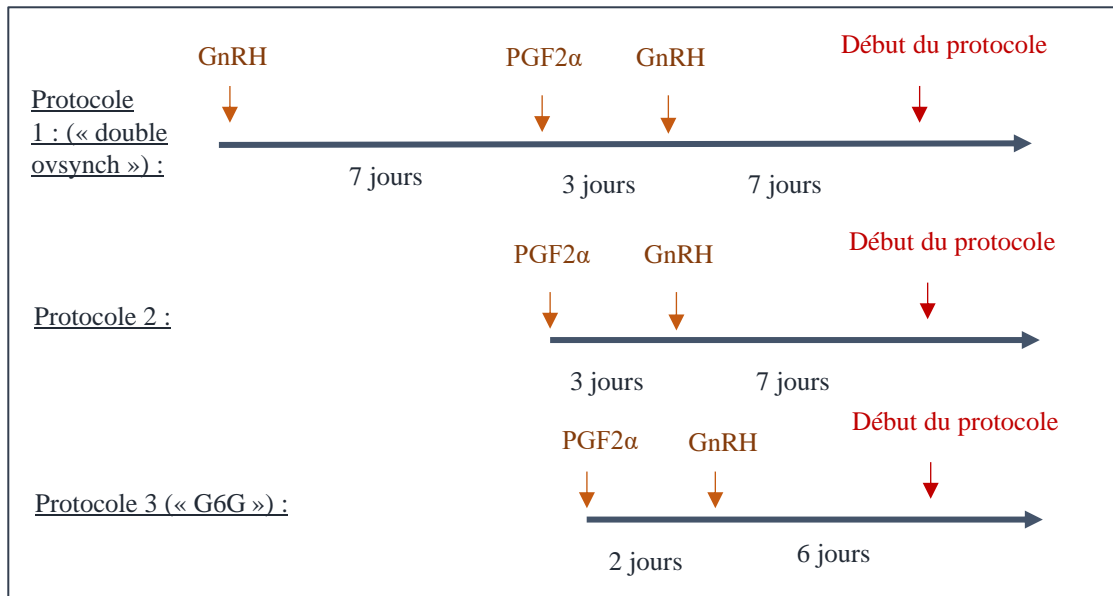 Début du protocole
GnRH
PGF2α
GnRH
Protocole
1 : (« double
ovsynch ») :
7 jours
3 jours
7 jours
Début du protocole
PGF2α
GnRH
Protocole 2 :
3 jours
7 jours
Début du protocole
PGF2α
GnRH
Protocole 3 (« G6G ») :
2 jours
6 jours